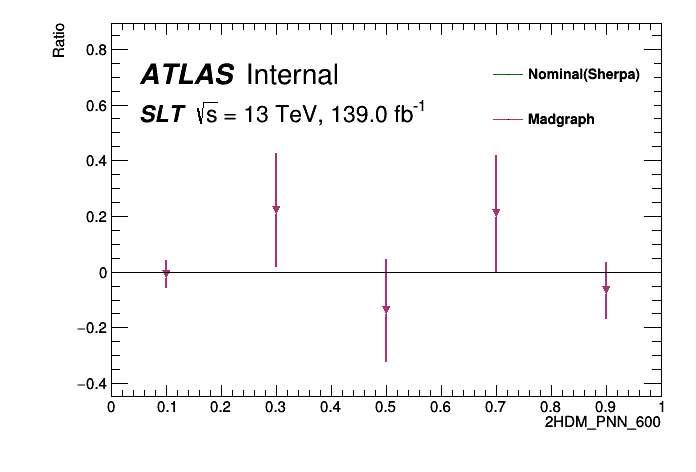 Ratio
0.8
0.6
0.4
0.2
0
−0.2
−0.4
ATLAS Internal
SLT √s = 13 TeV, 139.0 fb-1
Nominal(Sherpa)
Madgraph
0 0.1 0.2 0.3 0.4 0.5 0.6 0.7 0.8 0.9 1
2HDM_PNN_600